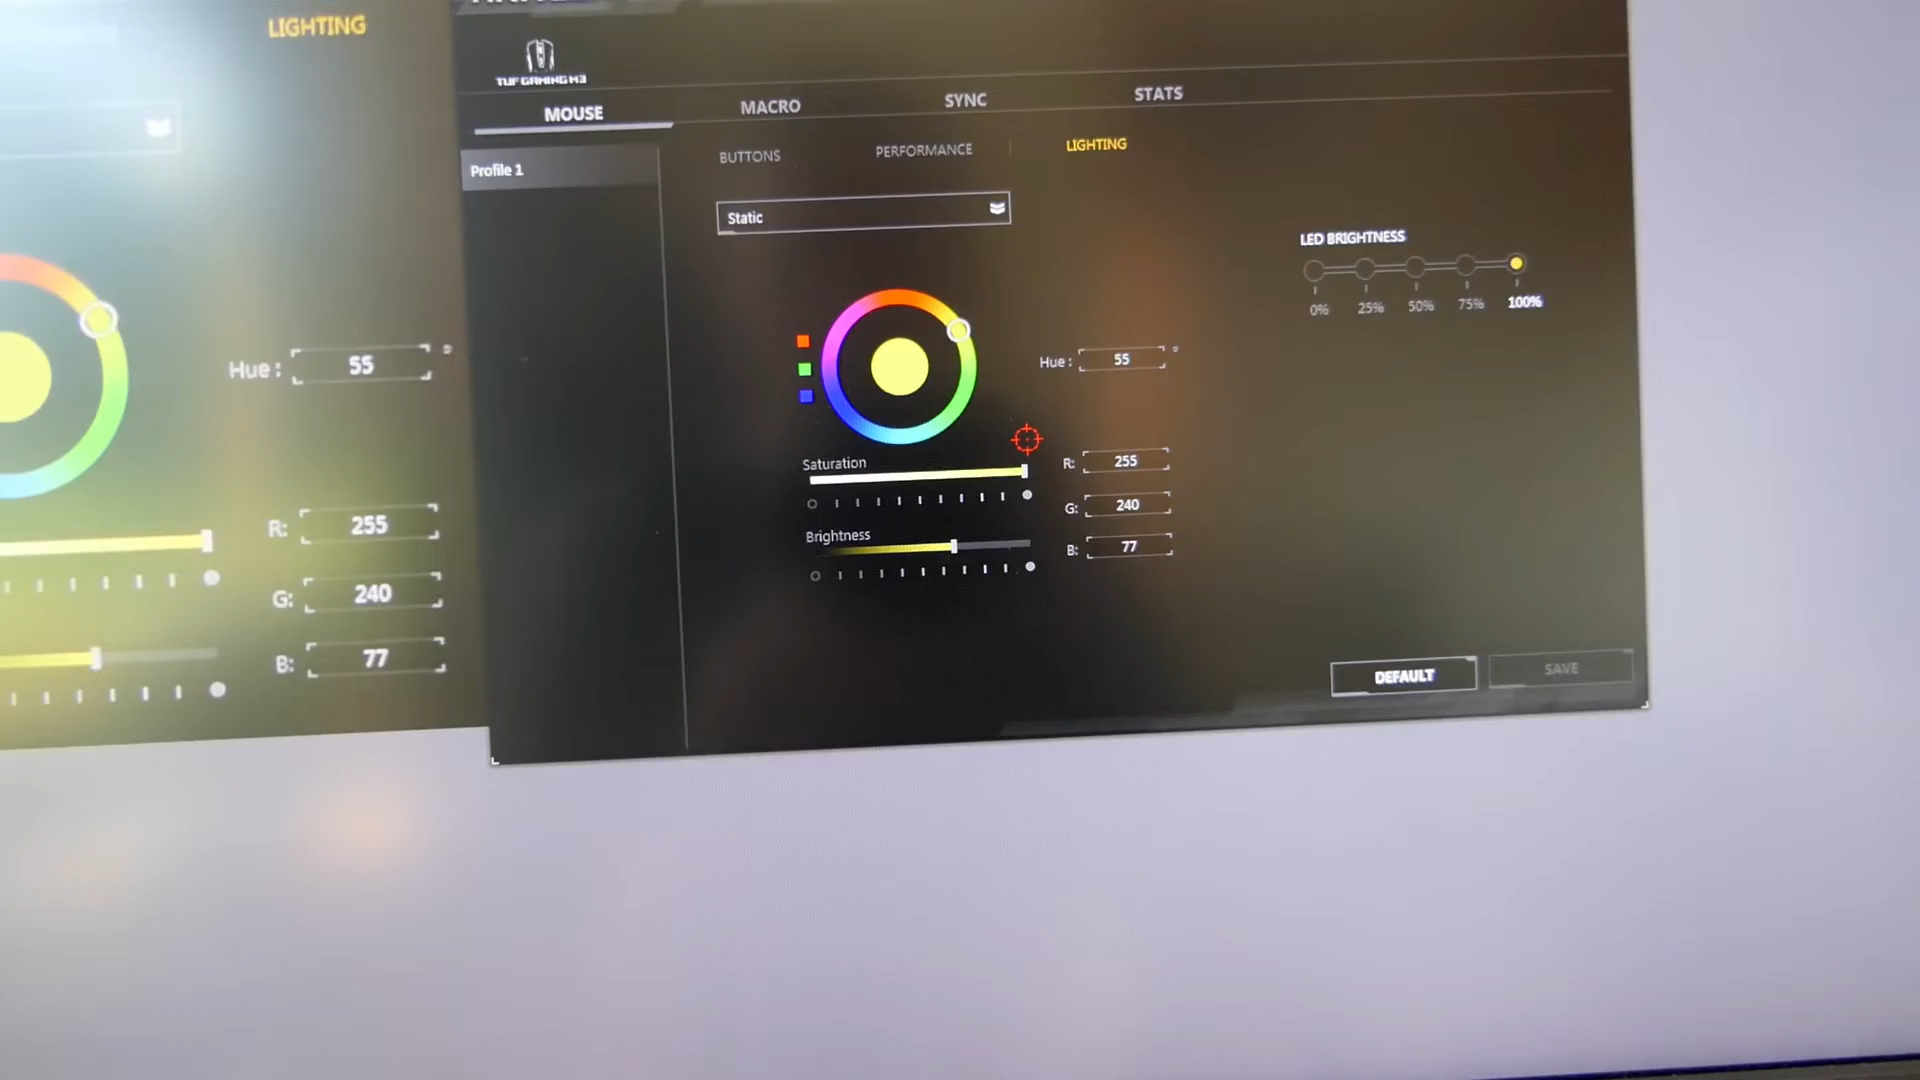 LIGHTING
Hue : 55 °
R: 255
G: 240
B: 77
TUF GAMING M3
MOUSE MACRO SYNC STATS
Profile 1
BUTTONS PERFORMANCE LIGHTING
Static
LED BRIGHTNESS
0% 25% 50% 75% 100%
Hue : 55 °
Saturation
R: 255
G: 240
Brightness
B: 77
DEFAULT SAVE